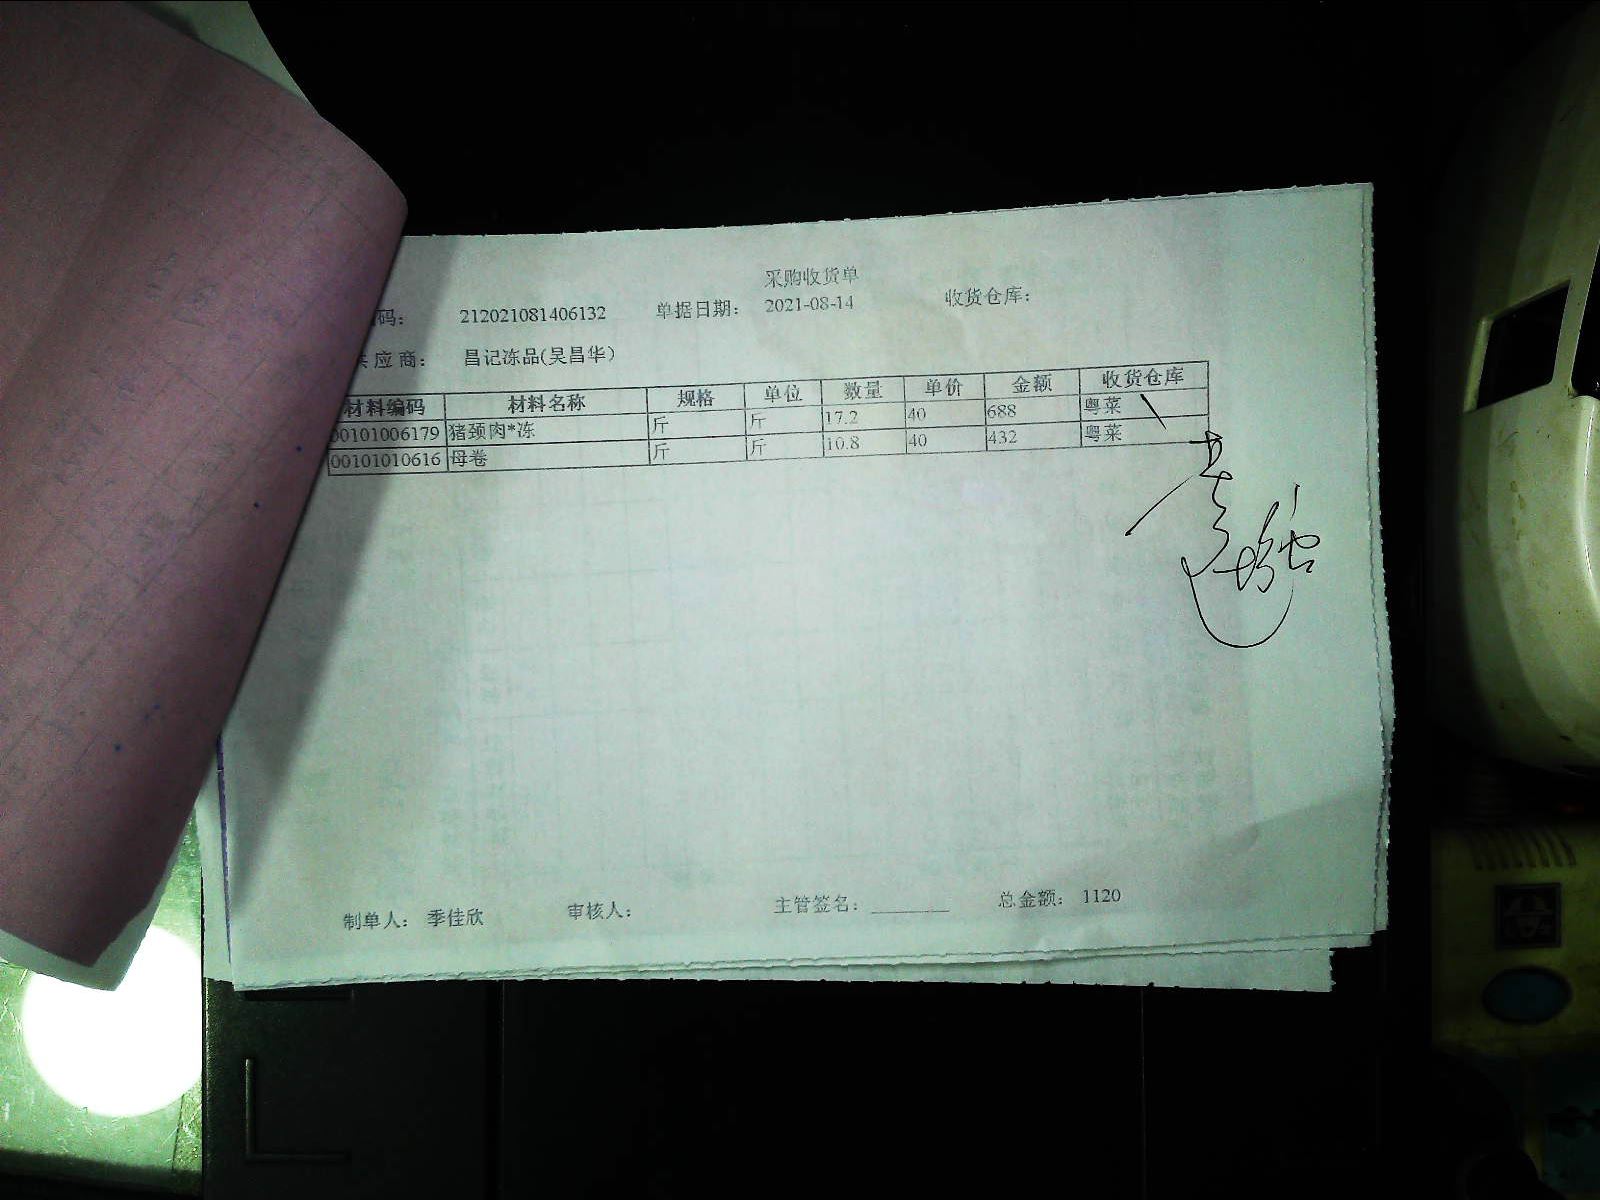 采购收货单
码： 212021081406132 单据日期： 2021-08-14 收货仓库：
应商： 昌记冻品(吴昌华)
材料编码 材料名称 规格 单位 数量 单价 金额 收货仓库
00101006179 猪颈肉*冻 斤 斤 17.2 40 688 粤菜
00101010616 母卷 斤 斤 10.8 40 432 粤菜
制单人： 季佳欣 审核人： 主管签名：________ 总金额： 1120